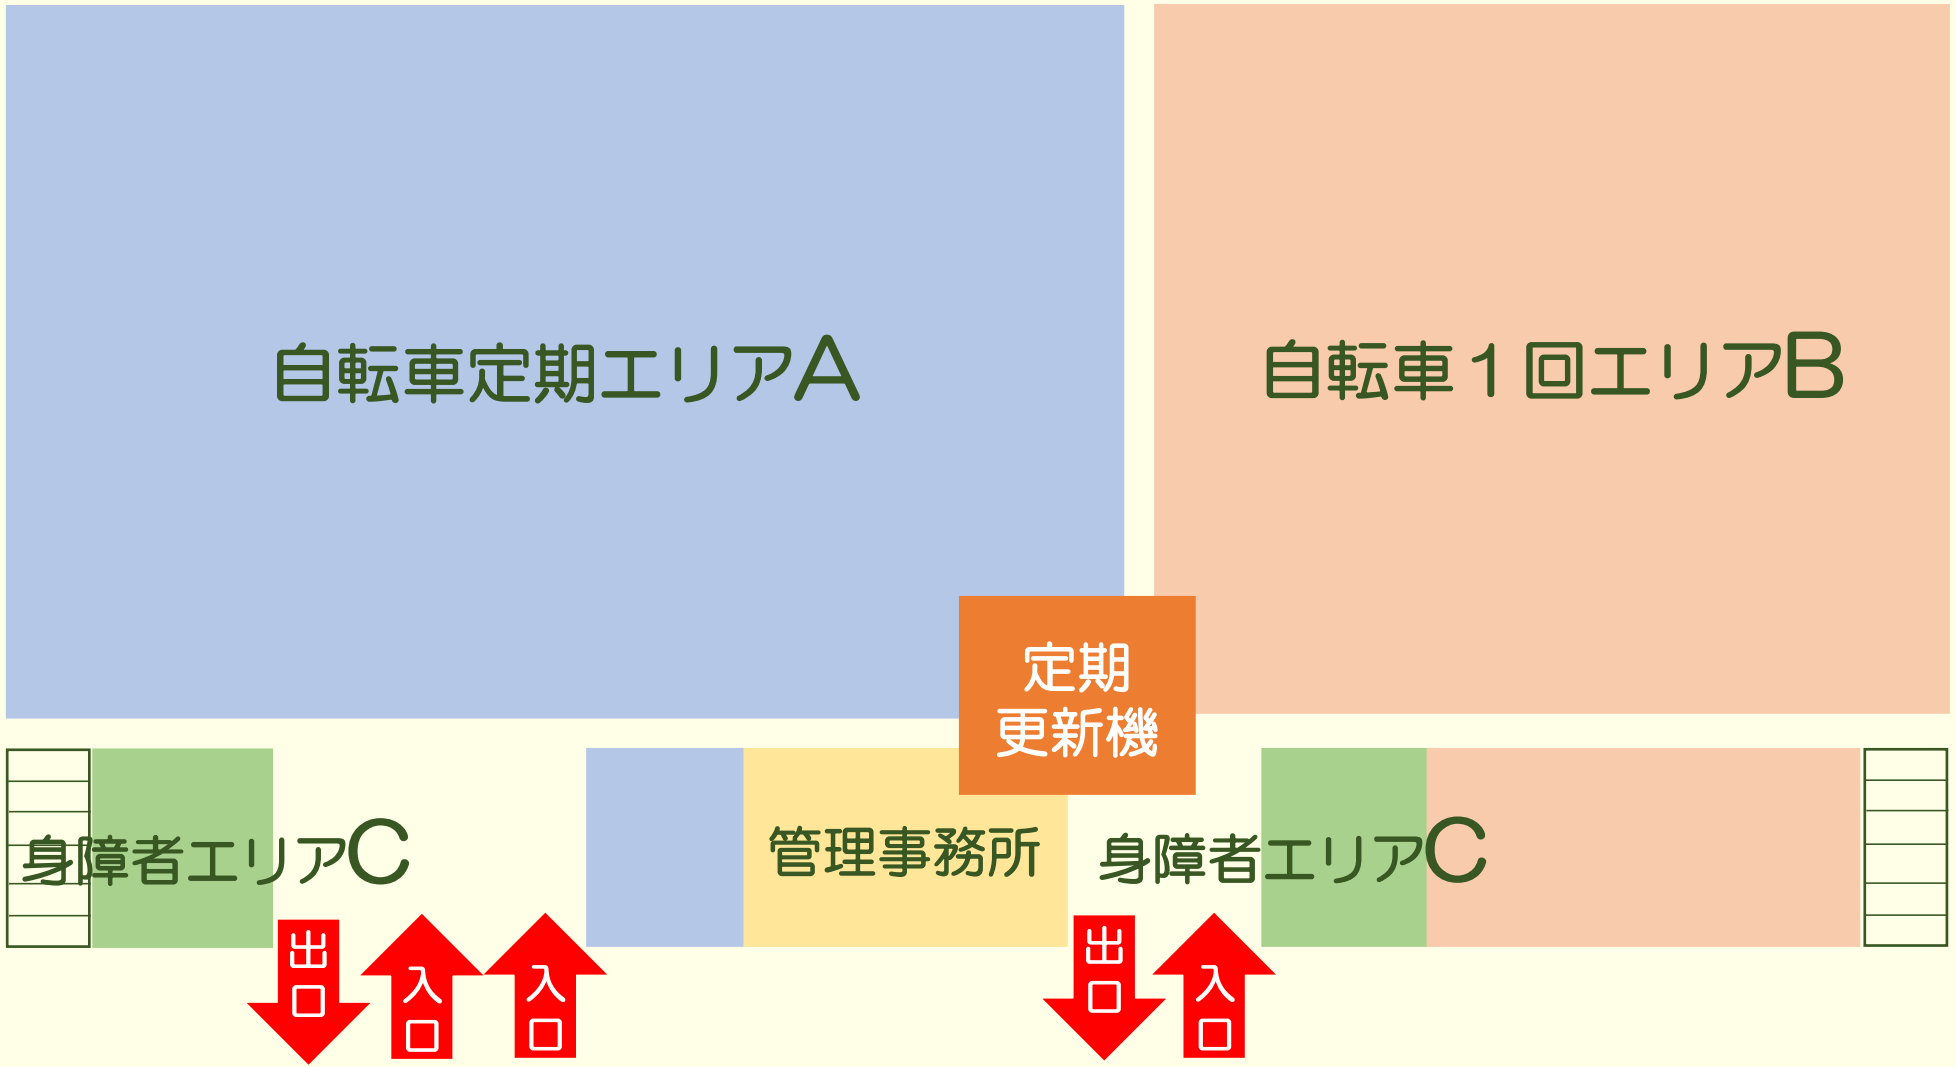 自転車定期エリアA
自転車1回エリアB
定期
更新機
身障者エリアC
管理事務所
身障者エリアC
出口
入口
入口
出口
入口